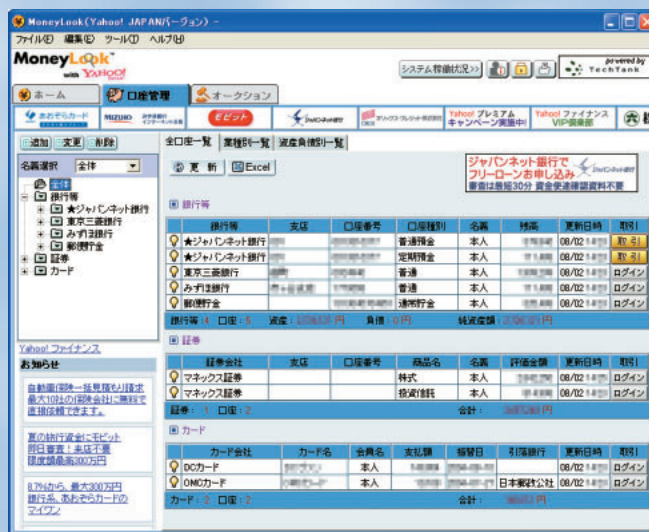 MoneyLook(Yahoo! JAPANバージョン) -
ファイル(F) 編集(E) ツール(T) ヘルプ(H)
MoneyLook
with YAHOO!
システム稼働状況>>
powered by
TechTank
ホーム 口座管理 オークション
あおぞらカード MIZUHO モビット ジャパンネット銀行 Yahoo! プレミアム Yahoo! ファイナンス
キャンペーン実施中! VIP倶楽部
追加 変更 削除 全口座一覧 業種別一覧 資産負債別一覧
名義選択 全体 更 新 Excel
ジャパンネット銀行で
フリーローンお申し込み
審査は最短30分 資金使途確認資料不要
全体
銀行等
★ジャパンネット銀行
東京三菱銀行
みずほ銀行
郵便貯金
証券
カード
銀行等
銀行等 支店 口座番号 口座種別 名義 残高 更新日時 取引
★ジャパンネット銀行 普通預金 本人 08/02 取 引
★ジャパンネット銀行 定期預金 本人 08/02 取 引
東京三菱銀行 普通 本人 08/02 ログイン
みずほ銀行 普通 本人 08/02 ログイン
郵便貯金 通常貯金 本人 08/02 ログイン
銀行等:4 口座:5 資産: 円 負債:0円 純資産額: 円
証券
証券会社 支店 口座番号 商品名 名義 評価金額 更新日時 取引
マネックス証券 株式 本人 08/02 ログイン
マネックス証券 投資信託 本人 08/02 ログイン
証券: 1 口座:2 合計: 円
カード
カード会社 カード名 会員名 支払額 振替日 引落銀行 更新日時 取引
DCカード 本人 08/02 ログイン
OMCカード 本人 日本郵政公社 08/02 ログイン
カード:2 口座:2 合計: 円
Yahoo! ファイナンス
お知らせ
自動車保険一括見積もり請求
最大10社の保険会社に無料で
直接依頼できます。
夏の旅行資金にモビット
即日審査!来店不要
限度額最高300万円
8.7%から、最大300万円
銀行系、あおぞらカードの
マイワン